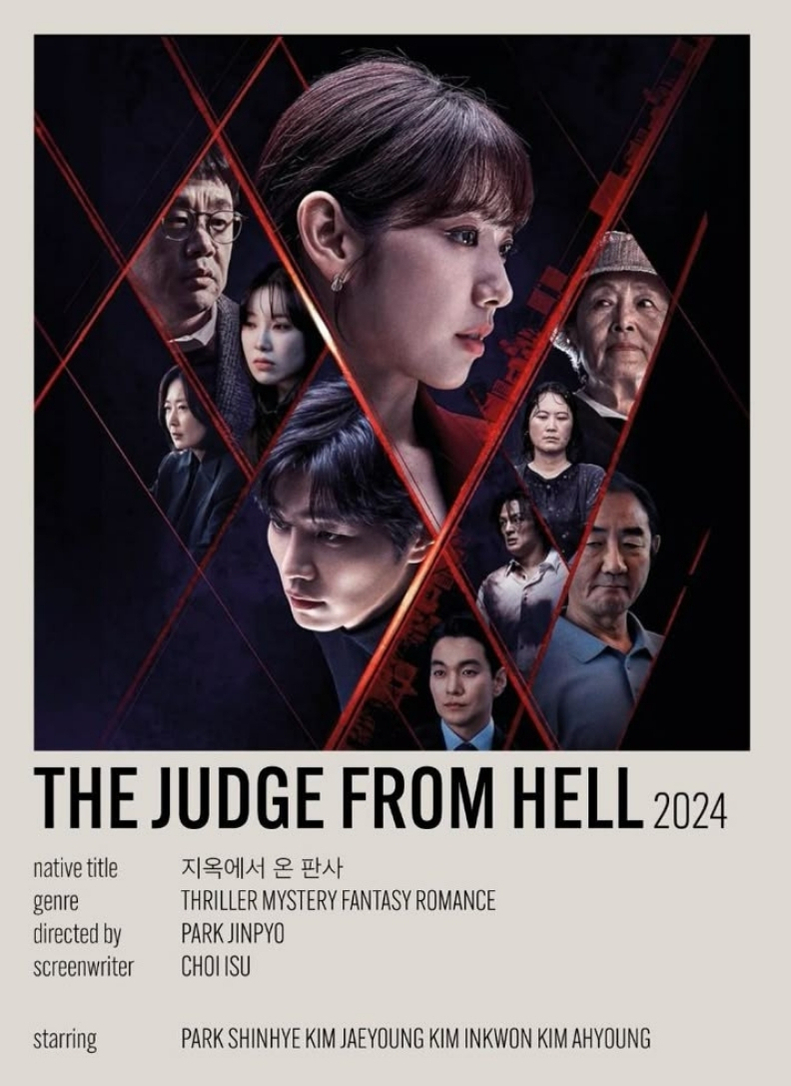 THE JUDGE FROM HELL 2024
native title 지옥에서 온 판사
genre THRILLER MYSTERY FANTASY ROMANCE
directed by PARK JINPYO
screenwriter CHOI ISU
starring PARK SHINHYE KIM JAEYOUNG KIM INKWON KIM AHYOUNG